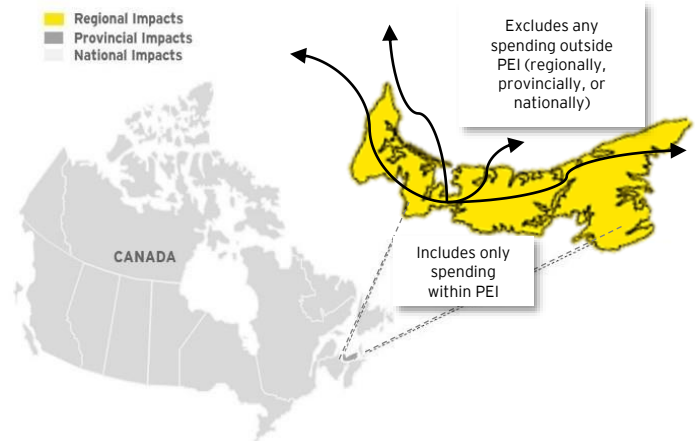 Regional Impacts
Provincial Impacts
National Impacts
Excludes any
spending outside
PEI (regionally,
provincially, or
nationally)
CANADA
Includes only
spending
within PEI